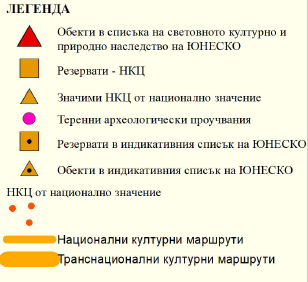 ЛЕГЕНДА
Обекти в списъка на световното културно и
природно наследство на ЮНЕСКО
Резервати - НКЦ
Значими НКЦ от национално значение
Теренни археологически проучвания
Резервати в индикативния списък на ЮНЕСКО
Обекти в индикативния списък на ЮНЕСКО
НКЦ от национално значение
Национални културни маршрути
Транснационални културни маршрути